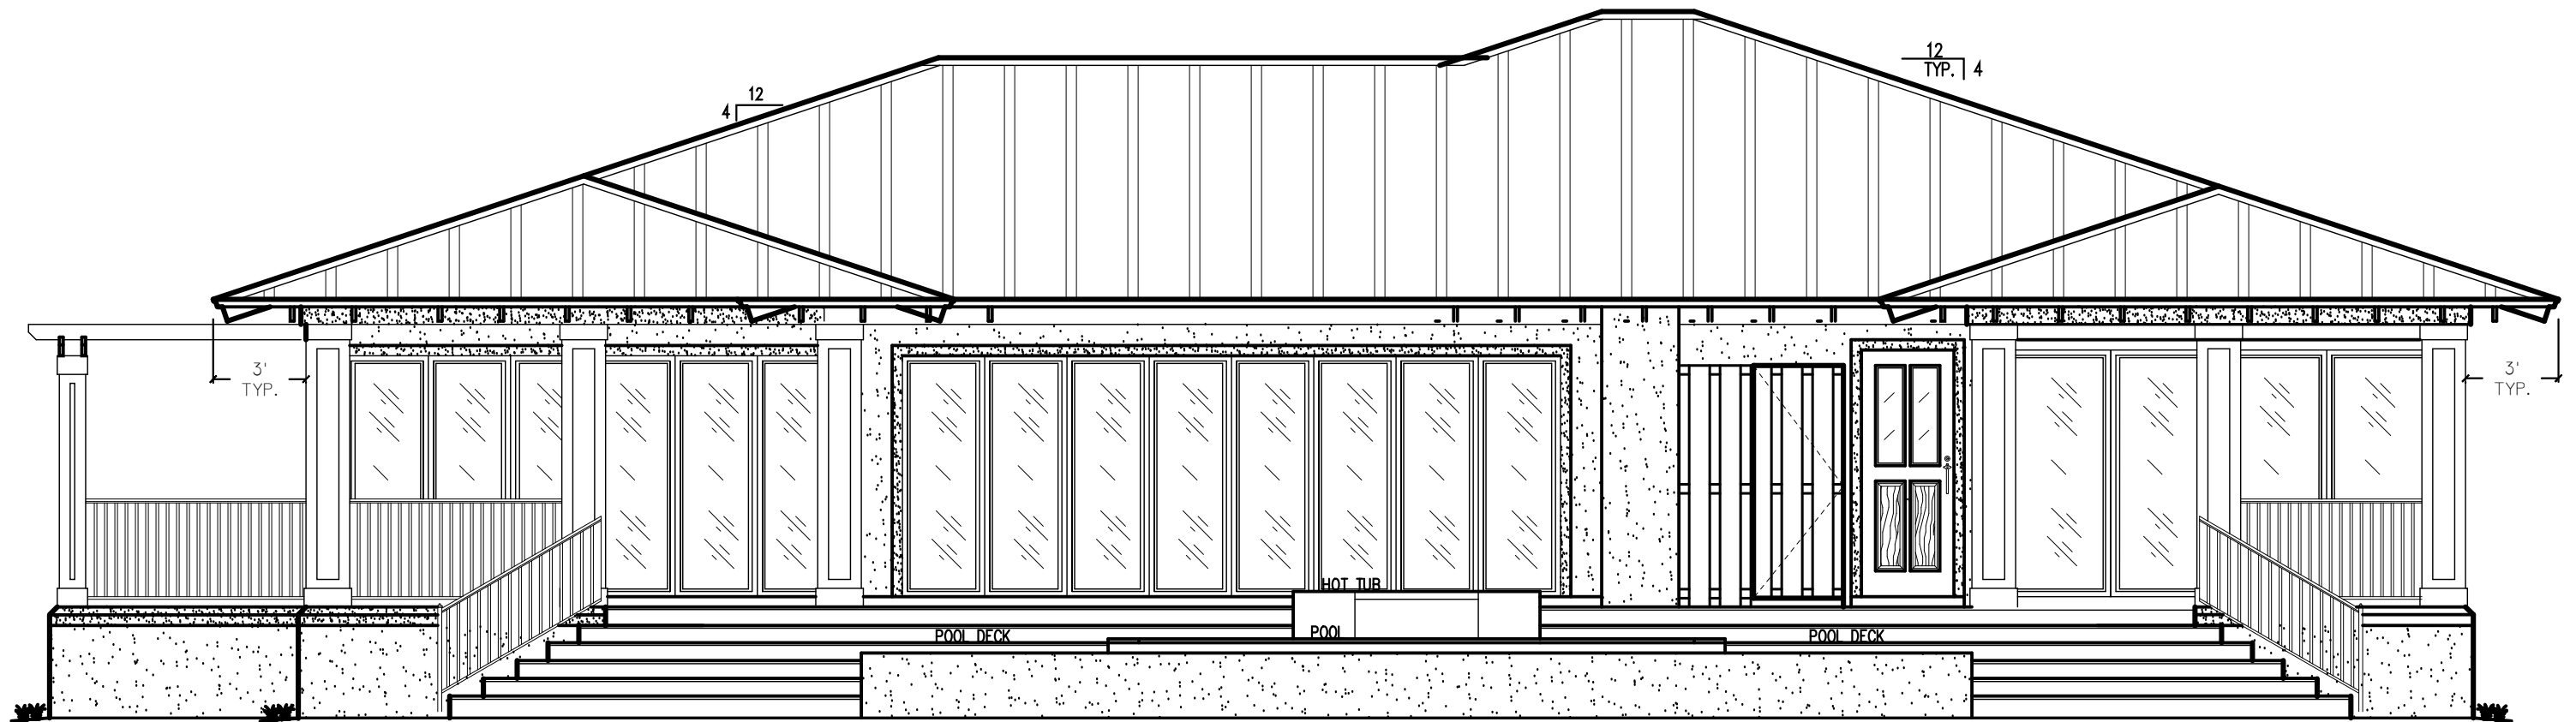 12
TYP. 4
12
4
3'
TYP.
3'
TYP.
HOT TUB
POOL
POOL DECK
POOL DECK